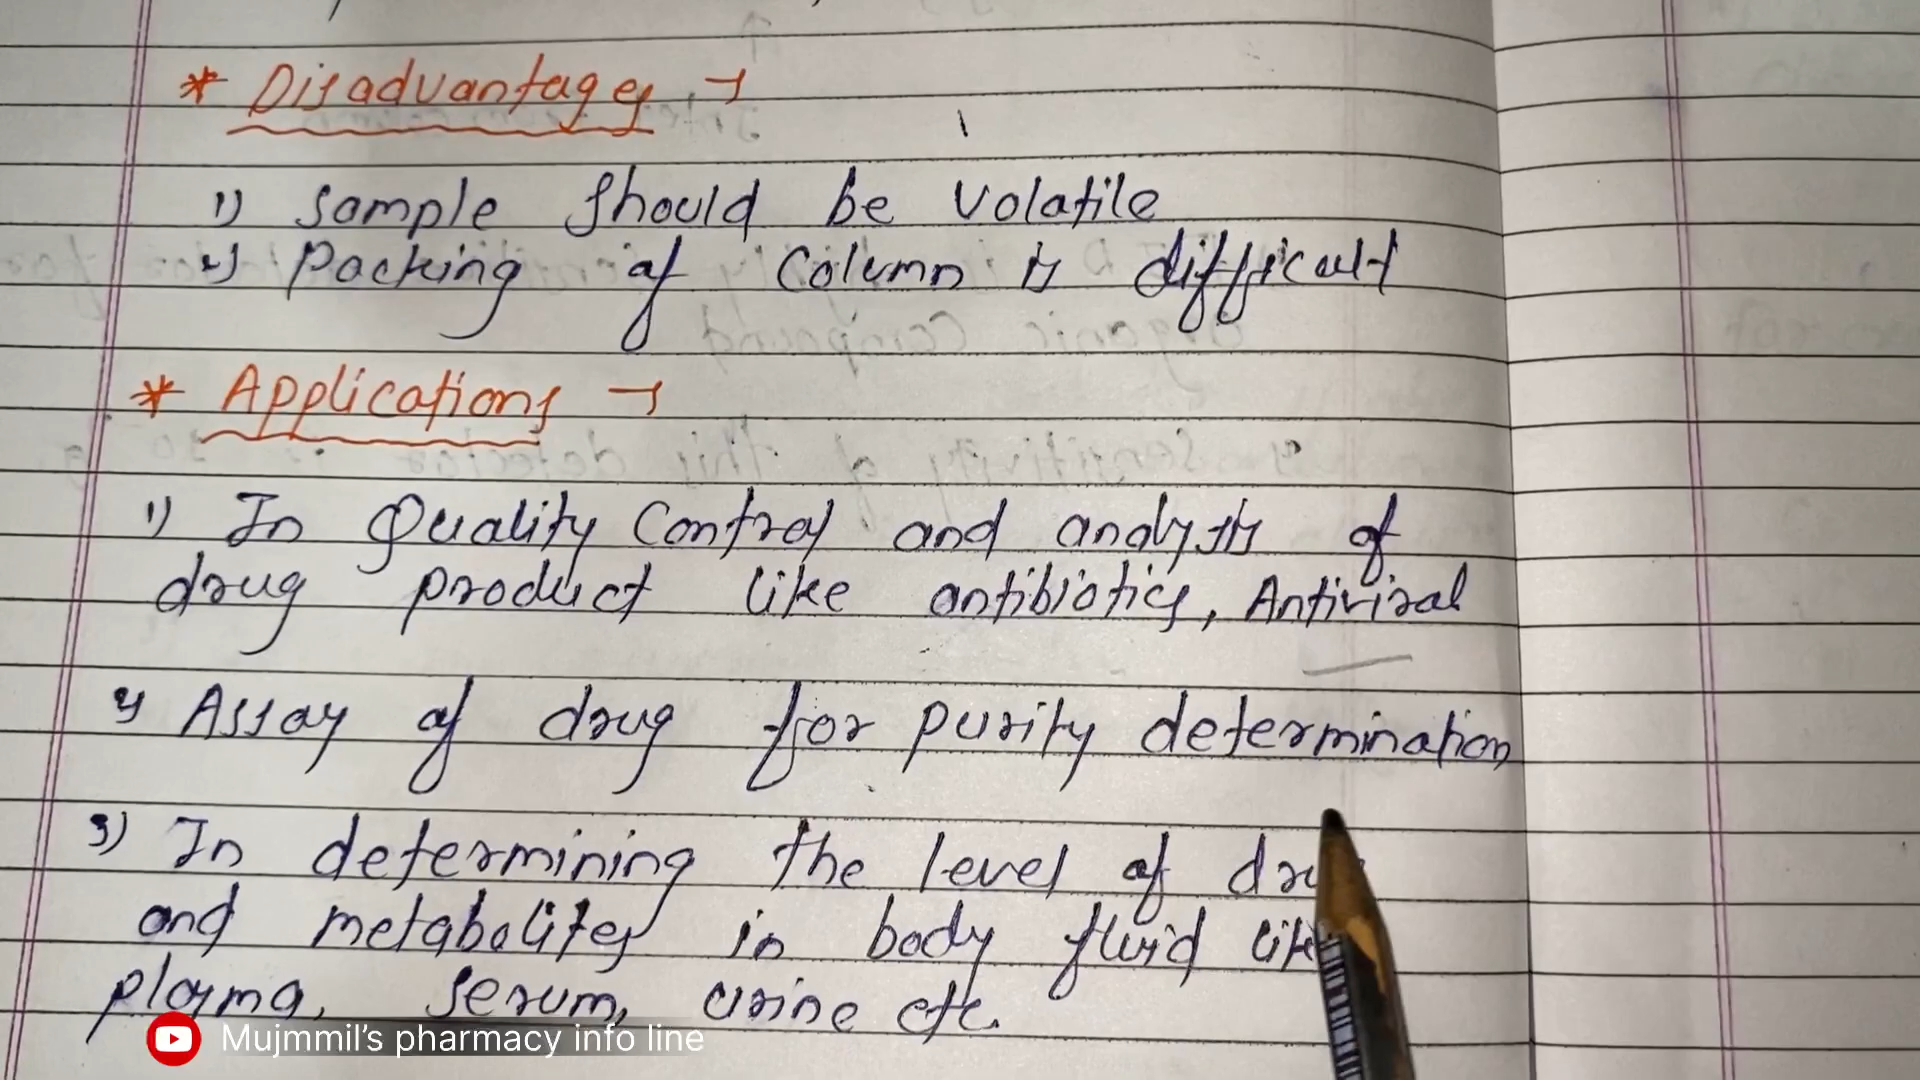 * Disadvantages →
1) Sample should be volatile
2) Packing of Column is difficult
* Applications →
1) In Quality Control and analysis of
drug product like antibiotics, Antiviral
2) Assay of drug for purity determination
3) In determining the level of dru
and metabolites in body fluid lik
plasma, serum, urine etc.
Mujmmil's pharmacy info line